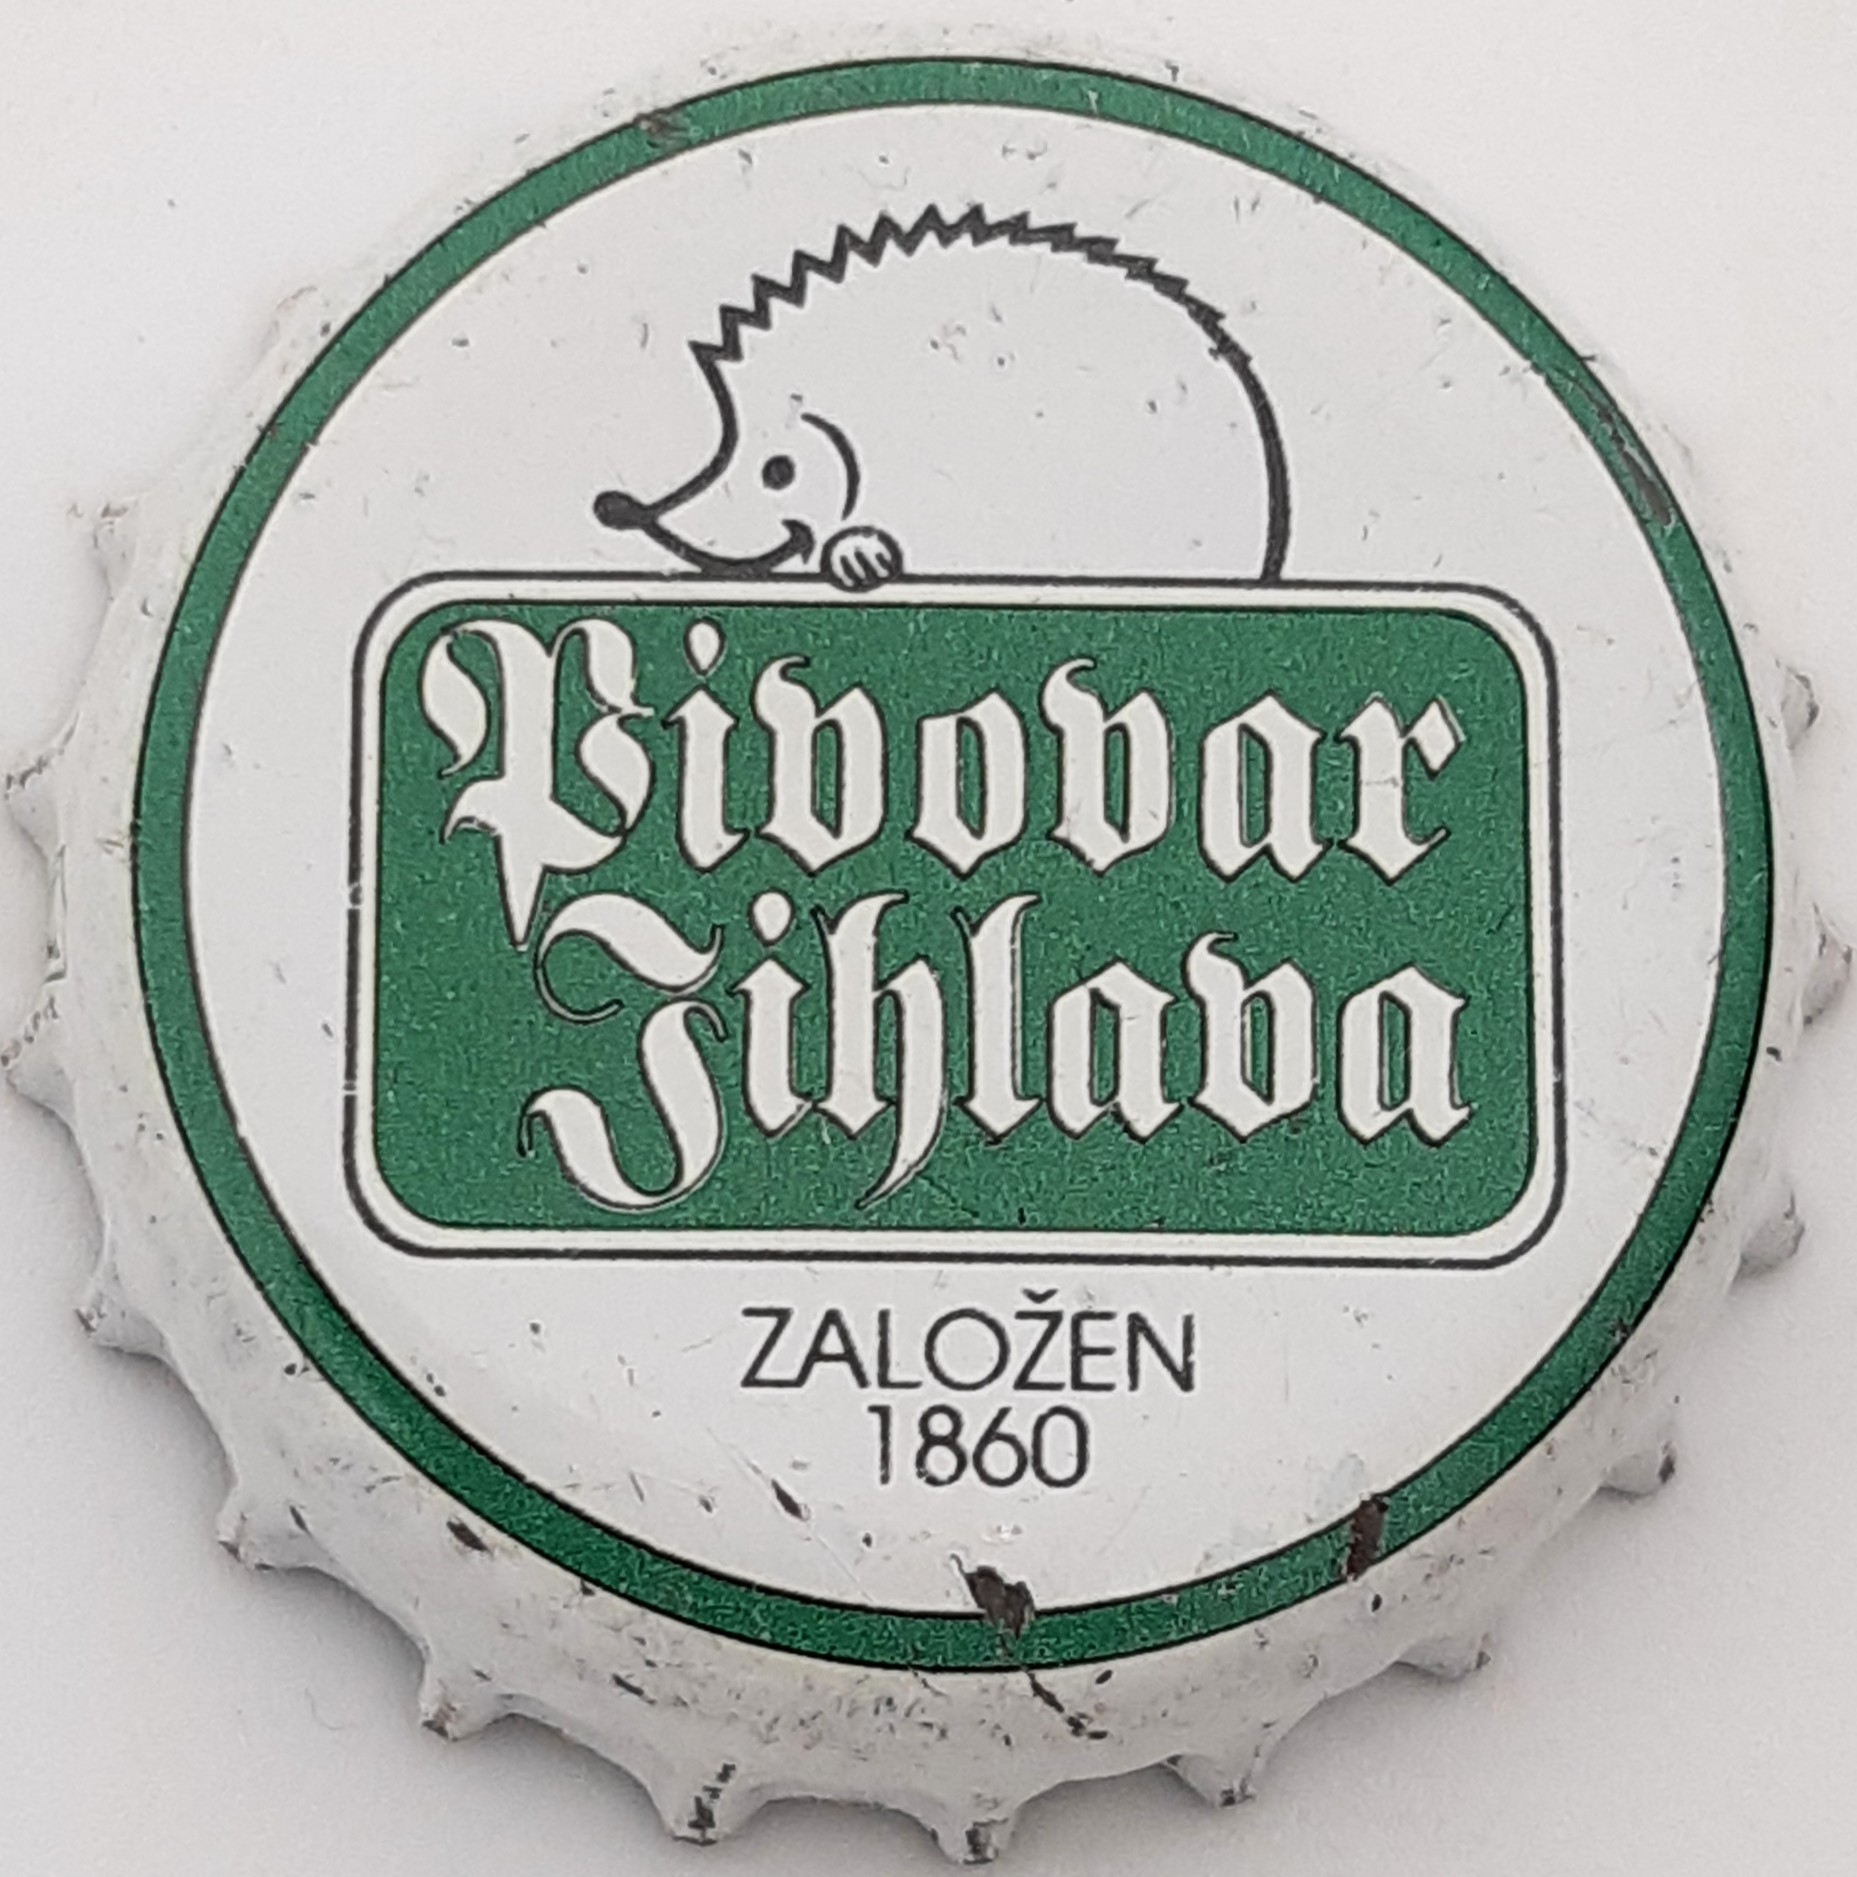 Pivovar
Jihlava
ZALOŽEN
1860